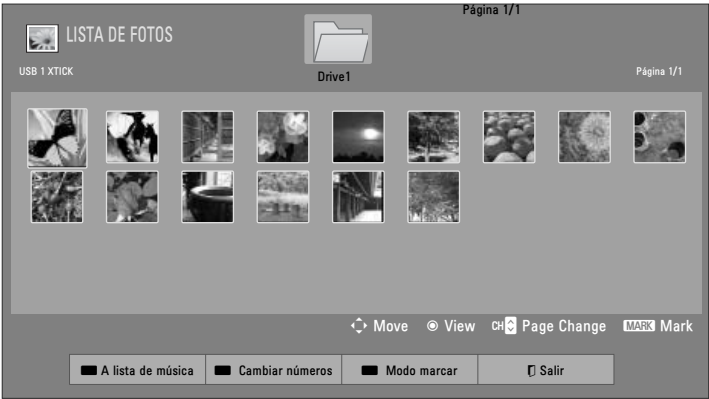 Página 1/1
LISTA DE FOTOS
Drive1
USB 1 XTICK
Página 1/1
Move View CH Page Change MARK Mark
A lista de música Cambiar números Modo marcar Salir